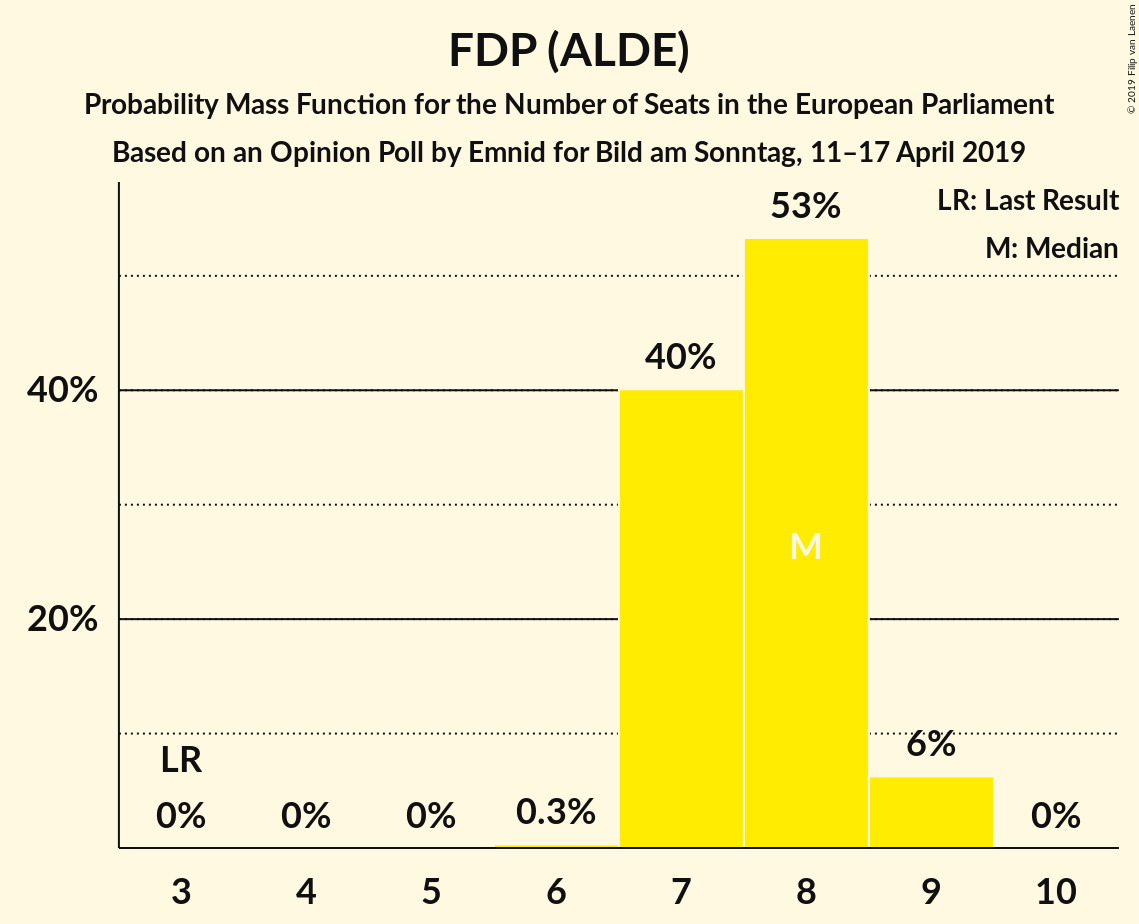 FDP (ALDE)
Probability Mass Function for the Number of Seats in the European Parliament
Based on an Opinion Poll by Emnid for Bild am Sonntag, 11–17 April 2019
© 2019 Filip van Laenen
LR: Last Result
M: Median
53%
40%
40%
M
20%
6%
LR
0%
0%
0%
0.3%
0%
3
4
5
6
7
8
9
10